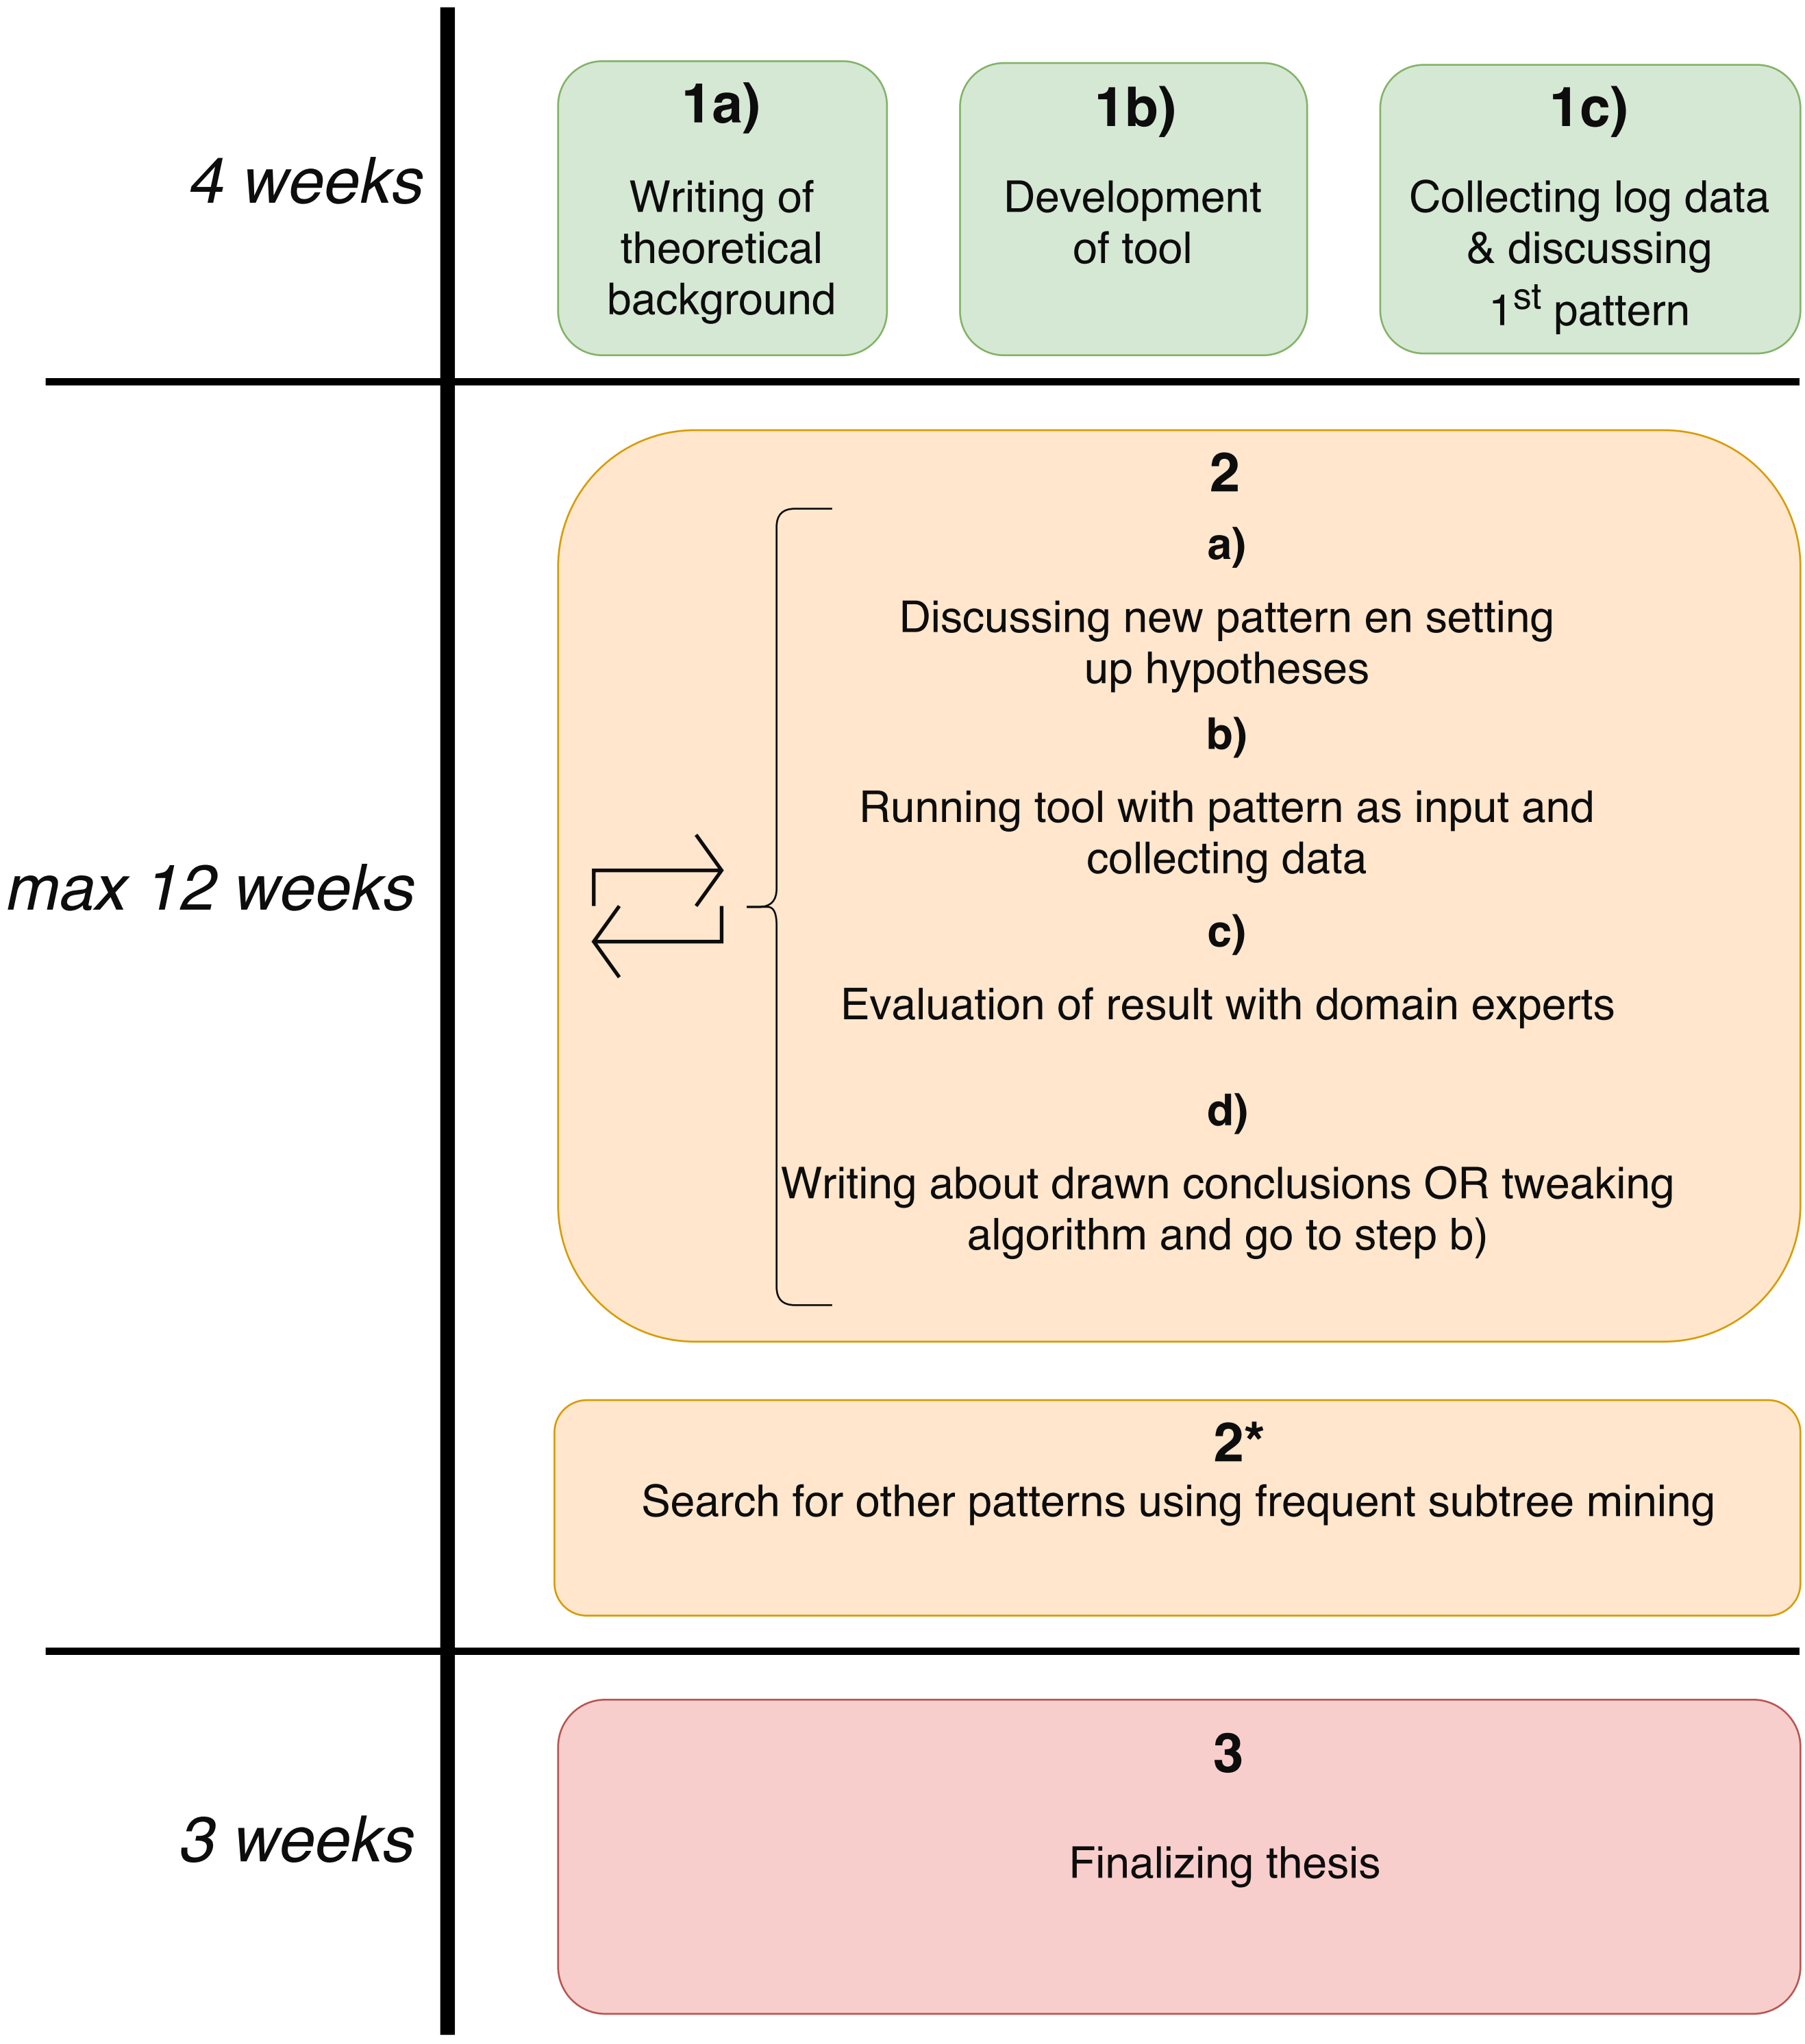 4 weeks
1a)
Writing of
theoretical
background
1b)
Development
of tool
1c)
Collecting log data
& discussing
1st pattern
max 12 weeks
2
a)
Discussing new pattern en setting
up hypotheses
b)
Running tool with pattern as input and
collecting data
c)
Evaluation of result with domain experts
d)
Writing about drawn conclusions OR tweaking
algorithm and go to step b)
2*
Search for other patterns using frequent subtree mining
3 weeks
3
Finalizing thesis